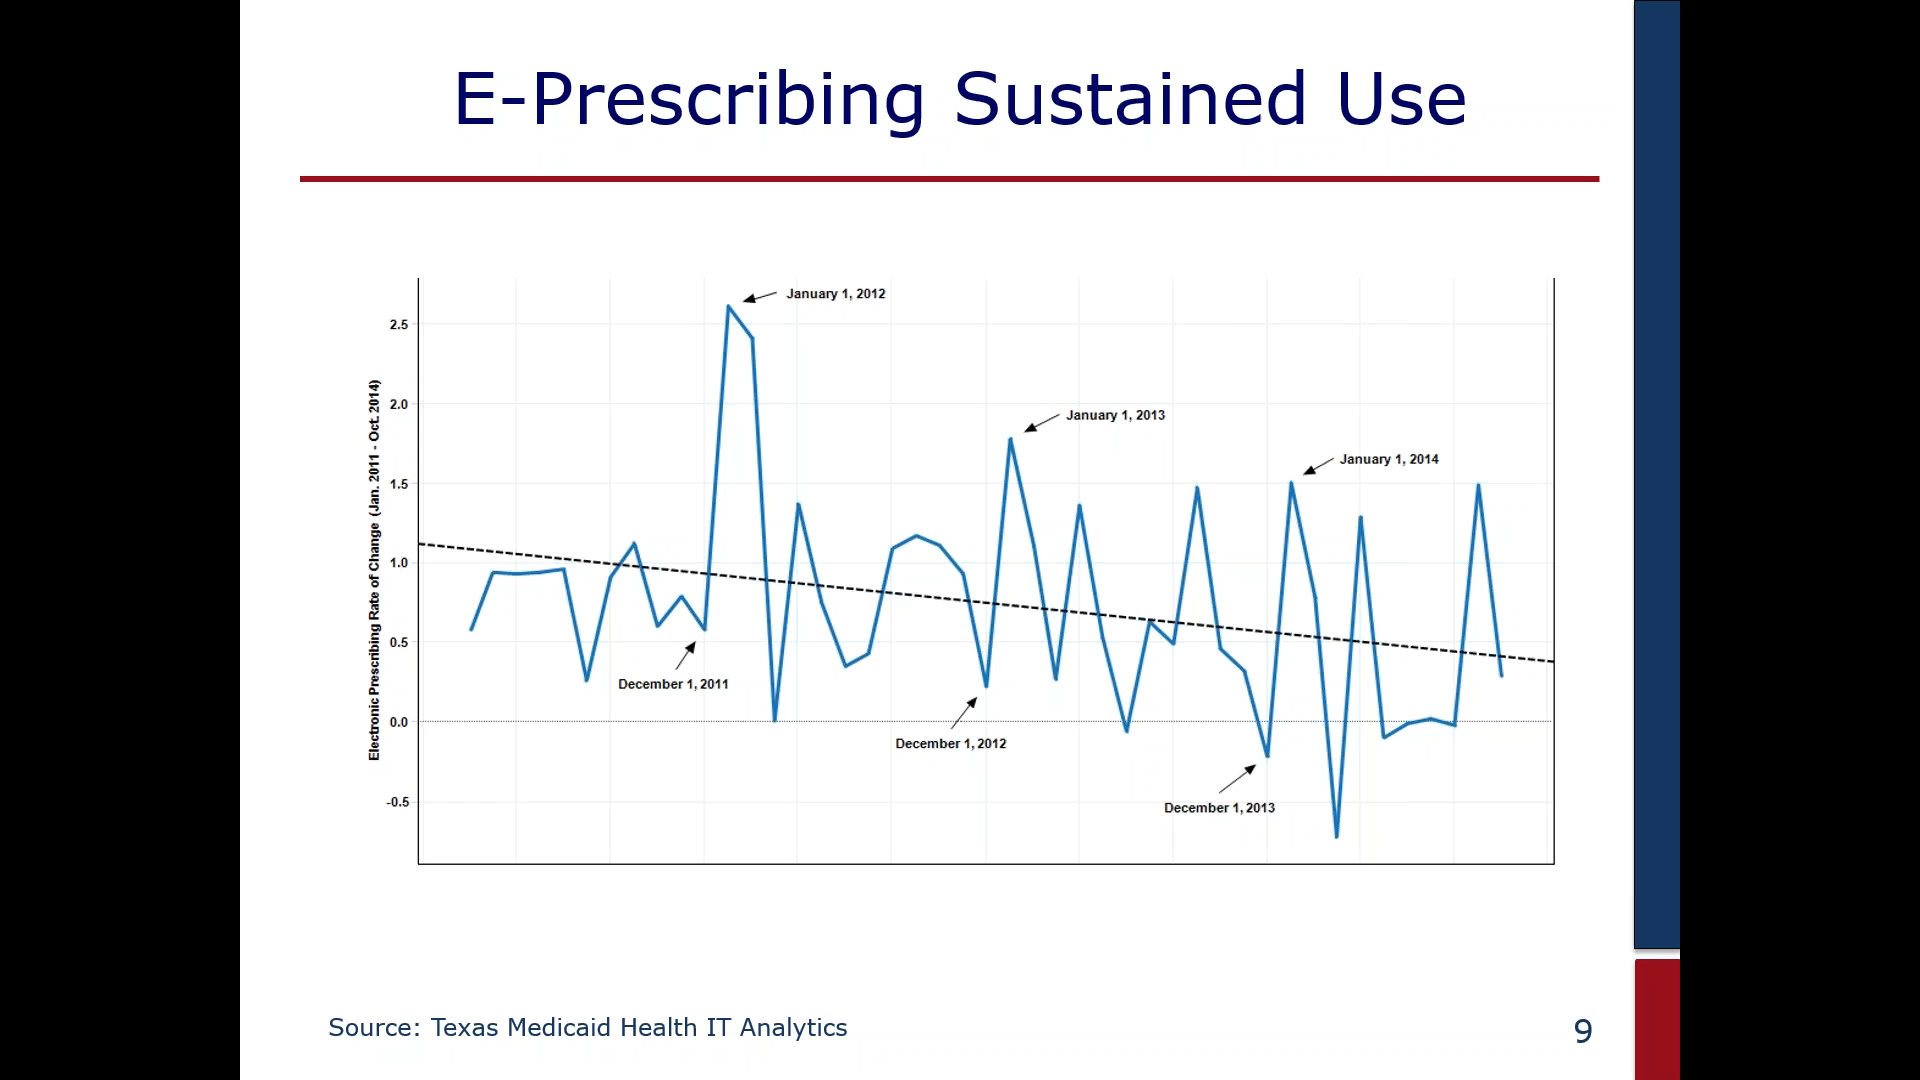 E-Prescribing Sustained Use
Electronic Prescribing Rate of Change (Jan. 2011 - Oct. 2014)
2.5
2.0
1.5
1.0
0.5
0.0
-0.5
January 1, 2012
January 1, 2013
January 1, 2014
December 1, 2011
December 1, 2012
December 1, 2013
Source: Texas Medicaid Health IT Analytics
9